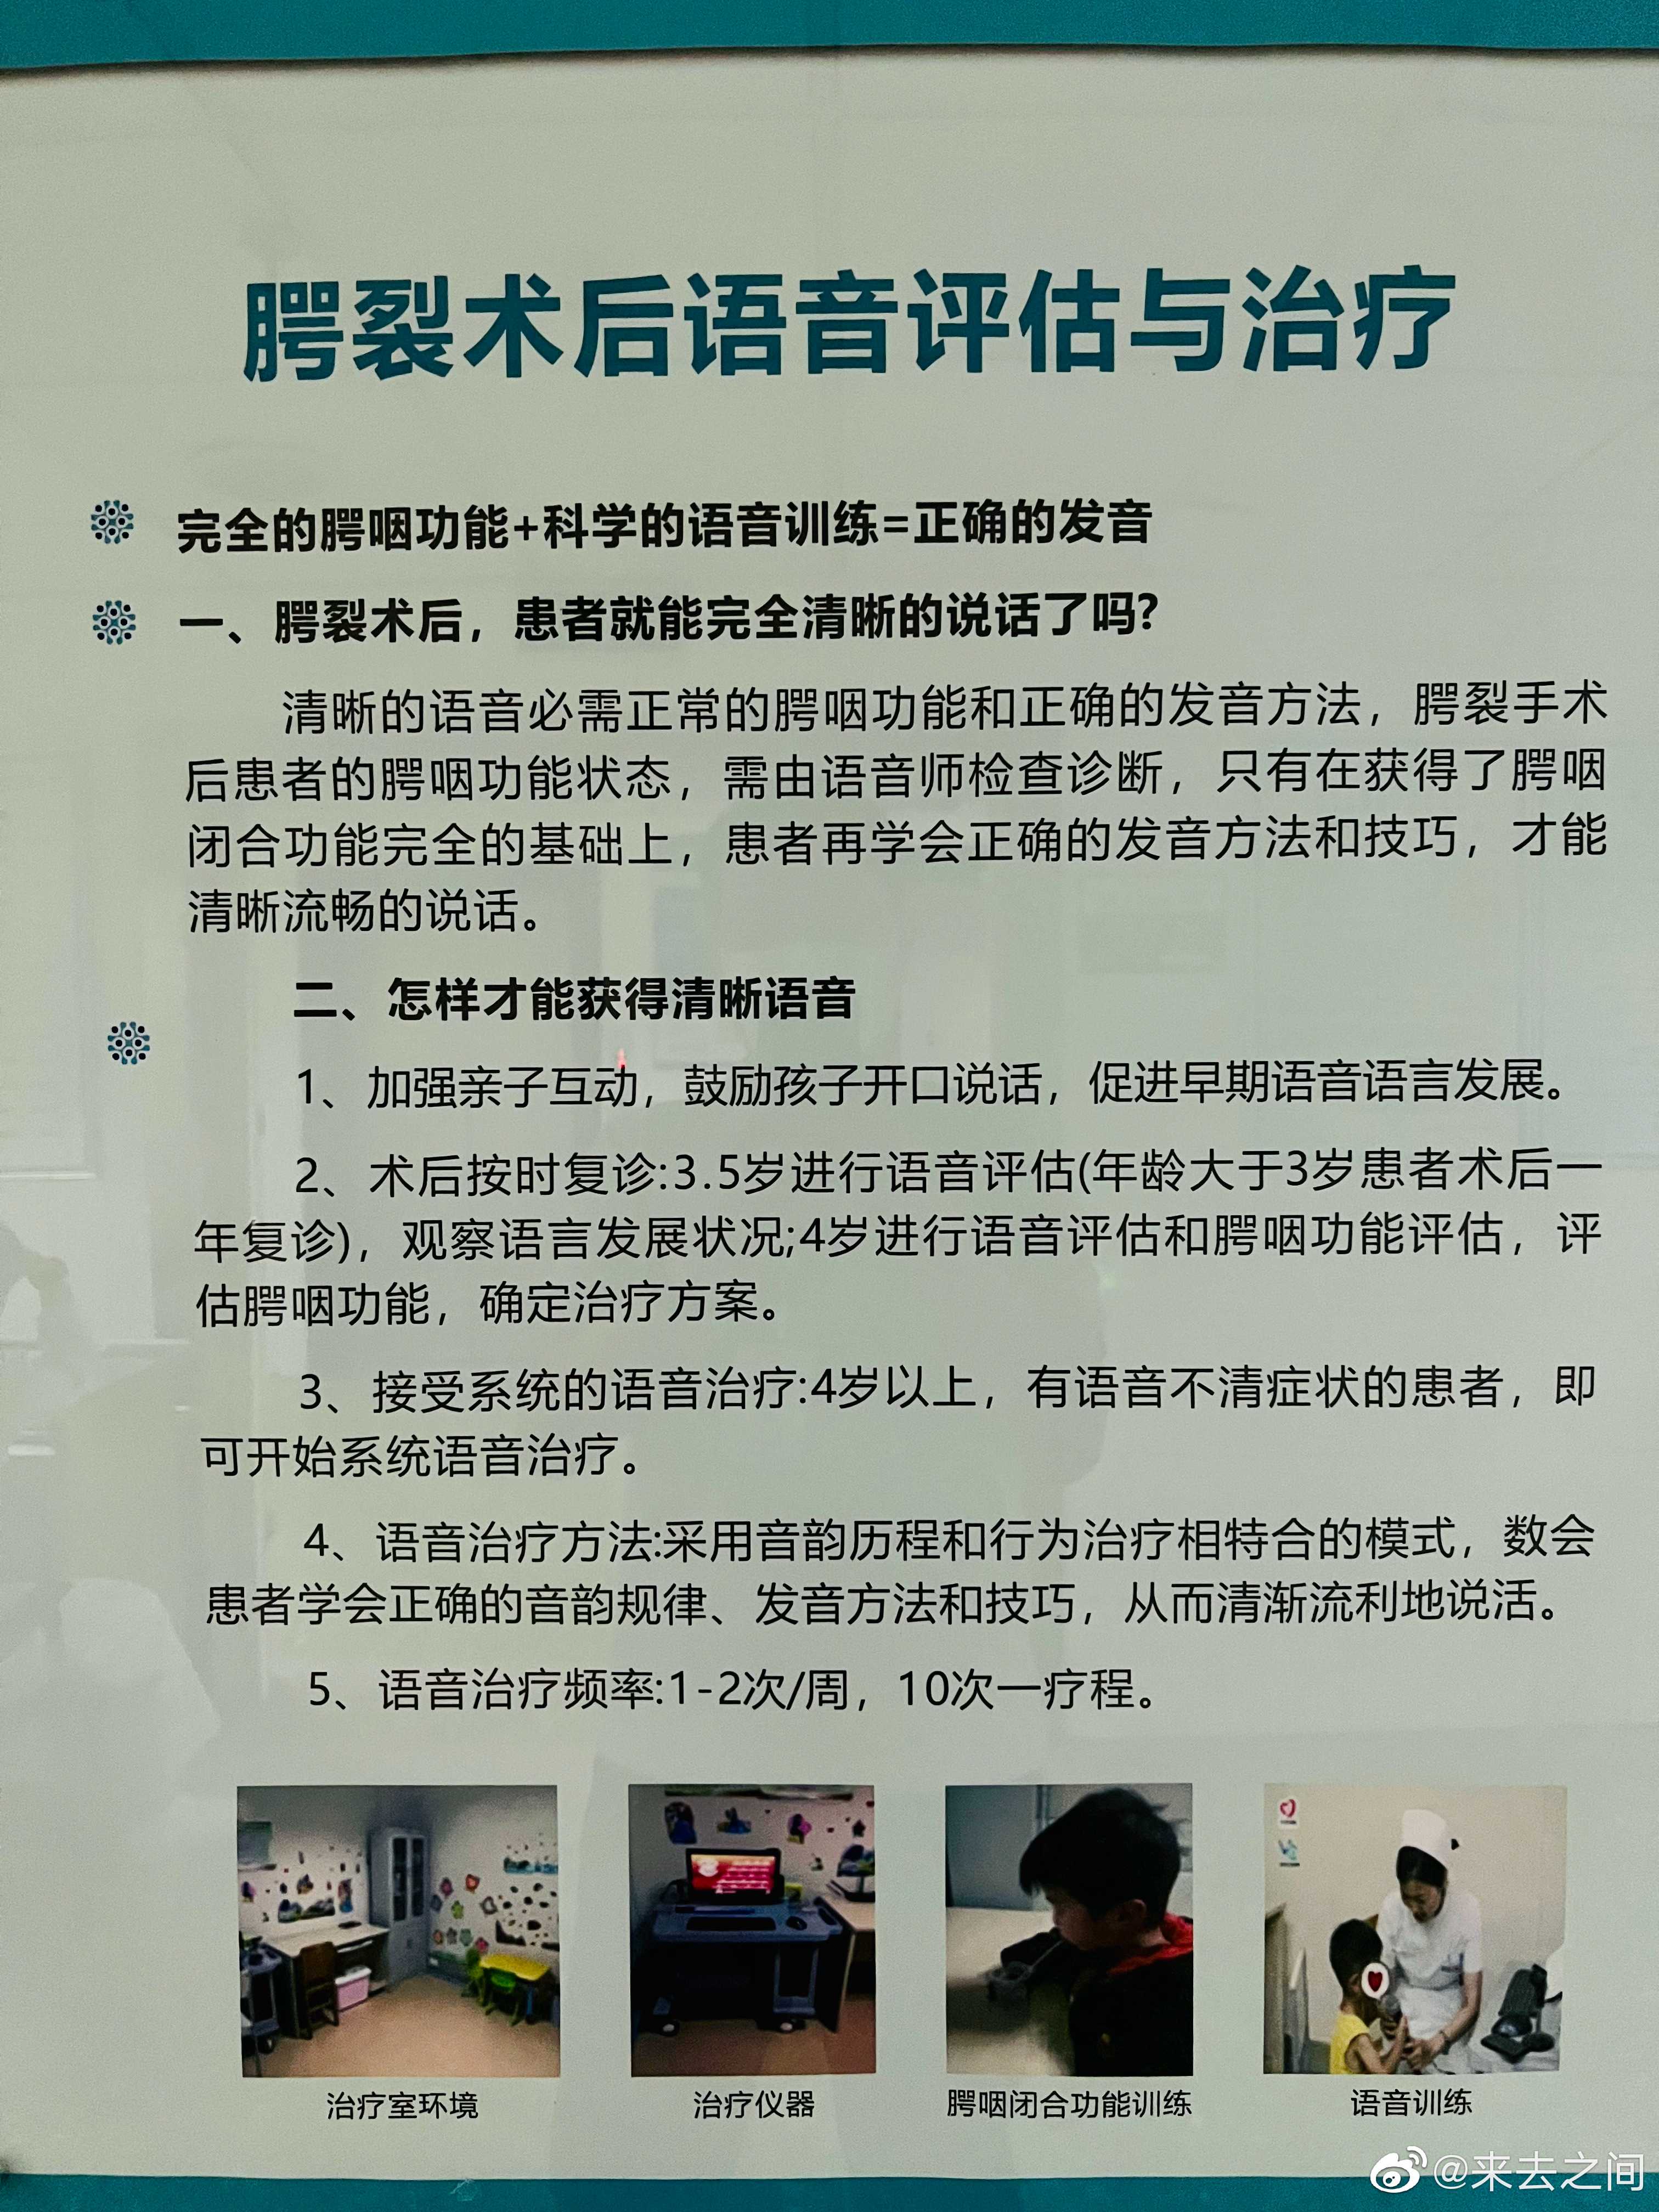 腭裂术后语音评估与治疗
完全的腭咽功能+科学的语音训练=正确的发音
一、腭裂术后，患者就能完全清晰的说话了吗?
清晰的语音必需正常的腭咽功能和正确的发音方法，腭裂手术
后患者的腭咽功能状态，需由语音师检查诊断，只有在获得了腭咽
闭合功能完全的基础上，患者再学会正确的发音方法和技巧，才能
清晰流畅的说话。
二、怎样才能获得清晰语音
1、加强亲子互动，鼓励孩子开口说话，促进早期语音语言发展。
2、术后按时复诊:3.5岁进行语音评估(年龄大于3岁患者术后一
年复诊)，观察语言发展状况;4岁进行语音评估和腭咽功能评估，评
估腭咽功能，确定治疗方案。
3、接受系统的语音治疗:4岁以上，有语音不清症状的患者，即
可开始系统语音治疗。
4、语音治疗方法:采用音韵历程和行为治疗相特合的模式，数会
患者学会正确的音韵规律、发音方法和技巧，从而清渐流利地说活。
5、语音治疗频率:1-2次/周，10次一疗程。
治疗室环境
治疗仪器
腭咽闭合功能训练
语音训练
@来去之间